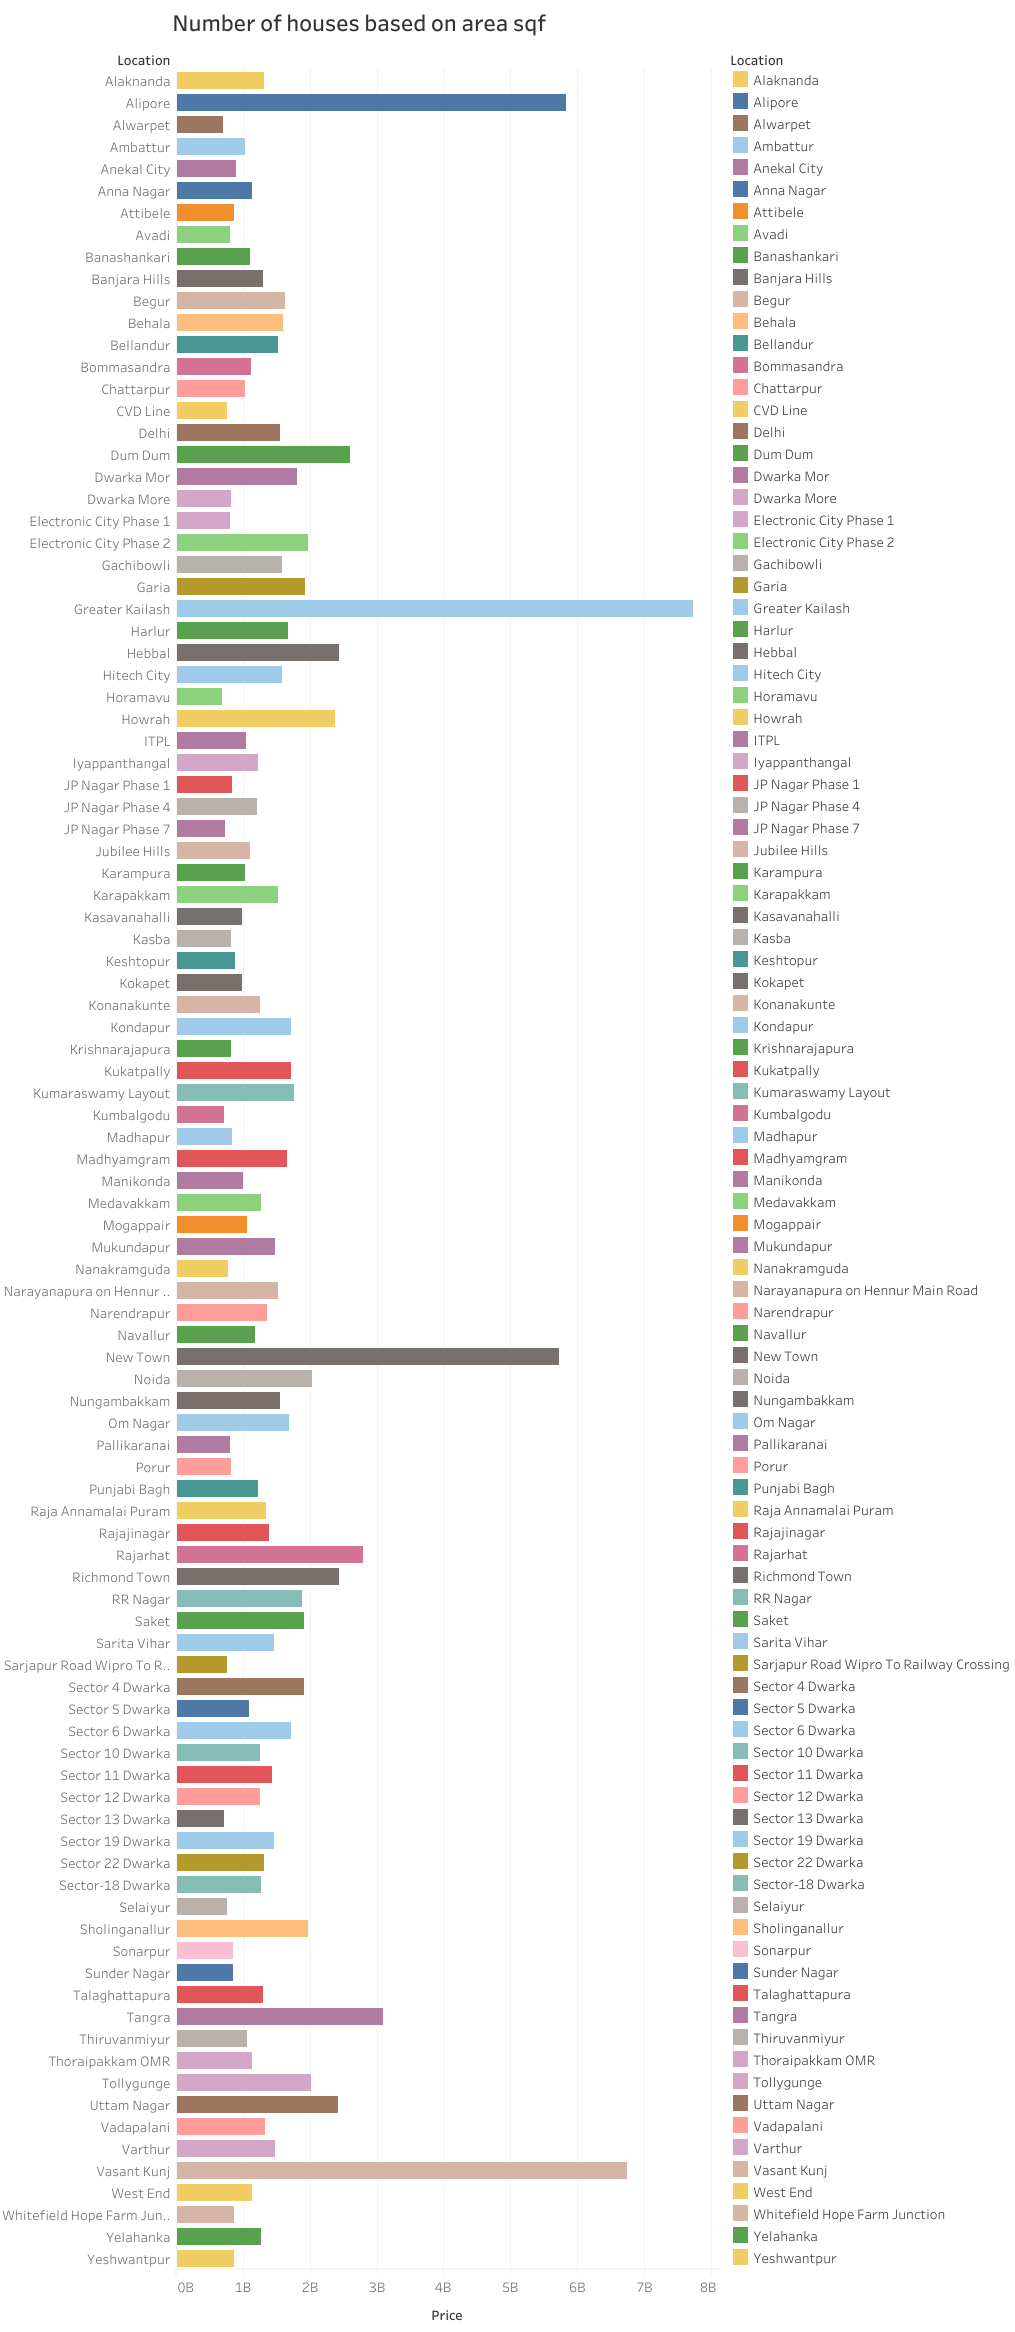 Number of houses based on area sqf
Location
Alaknanda
Alipore
Alwarpet
Ambattur
Anekal City
Anna Nagar
Attibele
Avadi
Banashankari
Banjara Hills
Begur
Behala
Bellandur
Bommasandra
Chattarpur
CVD Line
Delhi
Dum Dum
Dwarka Mor
Dwarka More
Electronic City Phase 1
Electronic City Phase 2
Gachibowli
Garia
Greater Kailash
Harlur
Hebbal
Hitech City
Horamavu
Howrah
ITPL
Iyappanthangal
JP Nagar Phase 1
JP Nagar Phase 4
JP Nagar Phase 7
Jubilee Hills
Karampura
Karapakkam
Kasavanahalli
Kasba
Keshtopur
Kokapet
Konanakunte
Kondapur
Krishnarajapura
Kukatpally
Kumaraswamy Layout
Kumbalgodu
Madhapur
Madhyamgram
Manikonda
Medavakkam
Mogappair
Mukundapur
Nanakramguda
Narayanapura on Hennur ..
Narendrapur
Navallur
New Town
Noida
Nungambakkam
Om Nagar
Pallikaranai
Porur
Punjabi Bagh
Raja Annamalai Puram
Rajajinagar
Rajarhat
Richmond Town
RR Nagar
Saket
Sarita Vihar
Sarjapur Road Wipro To R..
Sector 4 Dwarka
Sector 5 Dwarka
Sector 6 Dwarka
Sector 10 Dwarka
Sector 11 Dwarka
Sector 12 Dwarka
Sector 13 Dwarka
Sector 19 Dwarka
Sector 22 Dwarka
Sector-18 Dwarka
Selaiyur
Sholinganallur
Sonarpur
Sunder Nagar
Talaghattapura
Tangra
Thiruvanmiyur
Thoraipakkam OMR
Tollygunge
Uttam Nagar
Vadapalani
Varthur
Vasant Kunj
West End
Whitefield Hope Farm Jun..
Yelahanka
Yeshwantpur
0B 1B 2B 3B 4B 5B 6B 7B 8B
Price
Location
Alaknanda
Alipore
Alwarpet
Ambattur
Anekal City
Anna Nagar
Attibele
Avadi
Banashankari
Banjara Hills
Begur
Behala
Bellandur
Bommasandra
Chattarpur
CVD Line
Delhi
Dum Dum
Dwarka Mor
Dwarka More
Electronic City Phase 1
Electronic City Phase 2
Gachibowli
Garia
Greater Kailash
Harlur
Hebbal
Hitech City
Horamavu
Howrah
ITPL
Iyappanthangal
JP Nagar Phase 1
JP Nagar Phase 4
JP Nagar Phase 7
Jubilee Hills
Karampura
Karapakkam
Kasavanahalli
Kasba
Keshtopur
Kokapet
Konanakunte
Kondapur
Krishnarajapura
Kukatpally
Kumaraswamy Layout
Kumbalgodu
Madhapur
Madhyamgram
Manikonda
Medavakkam
Mogappair
Mukundapur
Nanakramguda
Narayanapura on Hennur Main Road
Narendrapur
Navallur
New Town
Noida
Nungambakkam
Om Nagar
Pallikaranai
Porur
Punjabi Bagh
Raja Annamalai Puram
Rajajinagar
Rajarhat
Richmond Town
RR Nagar
Saket
Sarita Vihar
Sarjapur Road Wipro To Railway Crossing
Sector 4 Dwarka
Sector 5 Dwarka
Sector 6 Dwarka
Sector 10 Dwarka
Sector 11 Dwarka
Sector 12 Dwarka
Sector 13 Dwarka
Sector 19 Dwarka
Sector 22 Dwarka
Sector-18 Dwarka
Selaiyur
Sholinganallur
Sonarpur
Sunder Nagar
Talaghattapura
Tangra
Thiruvanmiyur
Thoraipakkam OMR
Tollygunge
Uttam Nagar
Vadapalani
Varthur
Vasant Kunj
West End
Whitefield Hope Farm Junction
Yelahanka
Yeshwantpur